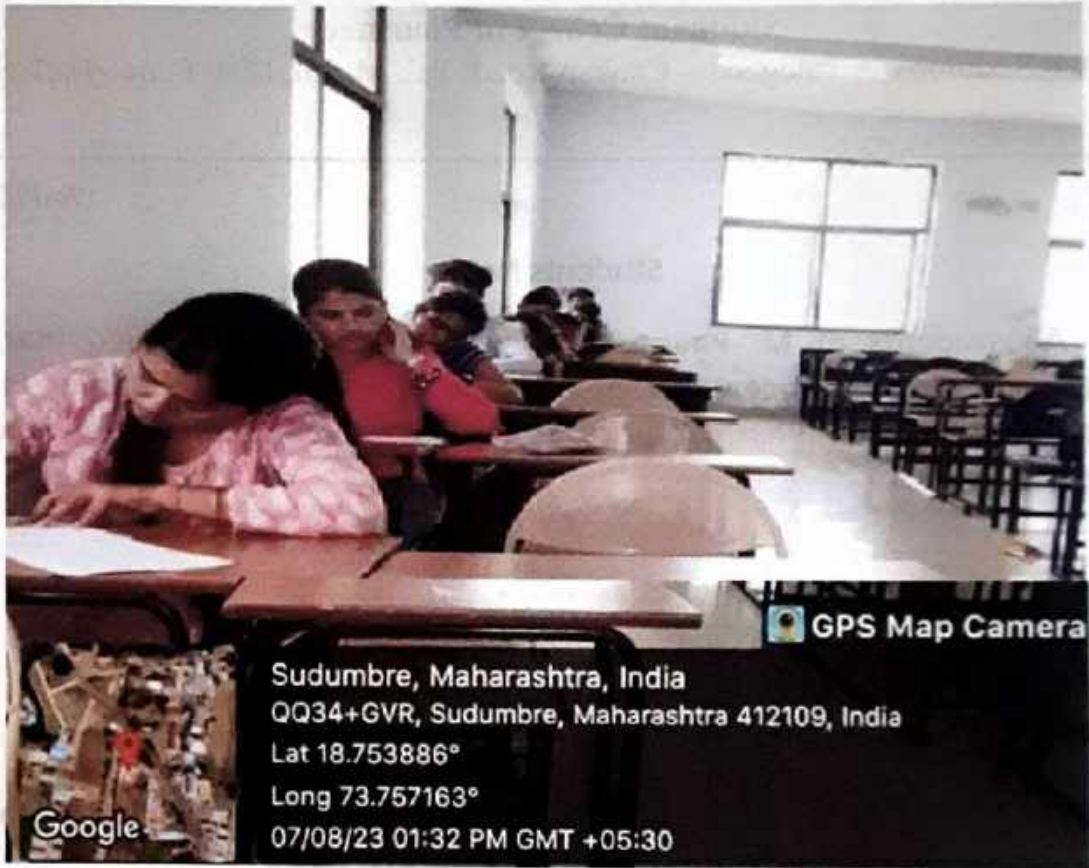 GPS Map Camera
Sudumbre, Maharashtra, India
QQ34+GVR, Sudumbre, Maharashtra 412109, India
Lat 18.753886°
Long 73.757163°
07/08/23 01:32 PM GMT +05:30
Google